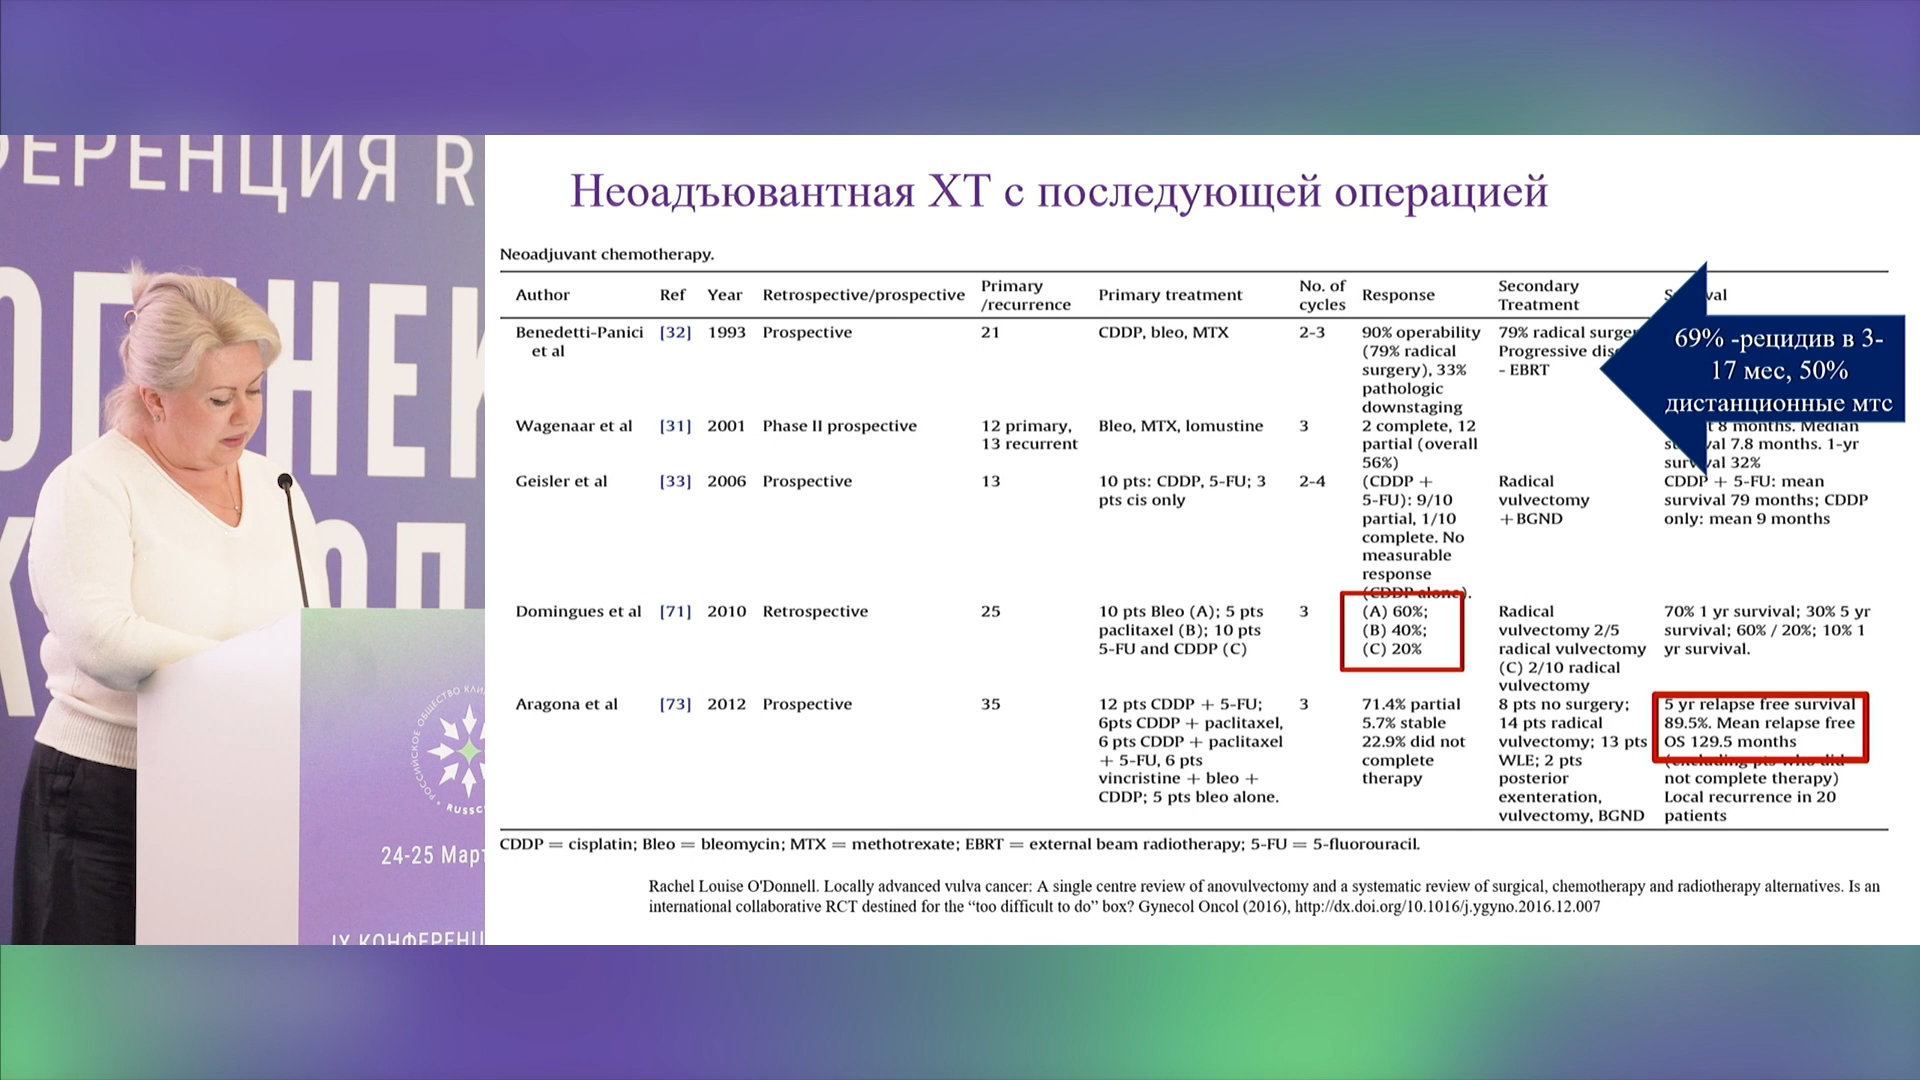 ФЕРЕНЦИЯ R
24-25 Март
IX КОНФЕРЕНЦ
Неоадъювантная ХТ с последующей операцией
Neoadjuvant chemotherapy.
Author Ref Year Retrospective/prospective Primary /recurrence Primary treatment No. of cycles Response Secondary Treatment
Benedetti-Panici et al [32] 1993 Prospective 21 CDDP, bleo, MTX 2-3 90% operability (79% radical surgery), 33% pathologic downstaging 79% radical surger Progressive dis - EBRT
69% -рецидив в 3-
17 мес, 50%
дистанционные мтс
Wagenaar et al [31] 2001 Phase II prospective 12 primary, 13 recurrent Bleo, MTX, lomustine 3 2 complete, 12 partial (overall 56%) t 8 months. Median val 7.8 months. 1-yr survival 32%
Geisler et al [33] 2006 Prospective 13 10 pts: CDDP, 5-FU; 3 pts cis only 2-4 (CDDP + 5-FU): 9/10 partial, 1/10 complete. No measurable response (CDDP alone). Radical vulvectomy +BGND CDDP + 5-FU: mean survival 79 months; CDDP only: mean 9 months
Domingues et al [71] 2010 Retrospective 25 10 pts Bleo (A); 5 pts paclitaxel (B); 10 pts 5-FU and CDDP (C) 3 (A) 60%; (B) 40%; (C) 20% Radical vulvectomy 2/5 radical vulvectomy (C) 2/10 radical vulvectomy 70% 1 yr survival; 30% 5 yr survival; 60% / 20%; 10% 1 yr survival.
Aragona et al [73] 2012 Prospective 35 12 pts CDDP + 5-FU; 6pts CDDP + paclitaxel, 6 pts CDDP + paclitaxel + 5-FU, 6 pts vincristine + bleo + CDDP; 5 pts bleo alone. 3 71.4% partial 5.7% stable 22.9% did not complete therapy 8 pts no surgery; 14 pts radical vulvectomy; 13 pts WLE; 2 pts posterior exenteration, vulvectomy, BGND 5 yr relapse free survival 89.5%. Mean relapse free OS 129.5 months (excluding pts who did not complete therapy) Local recurrence in 20 patients
CDDP = cisplatin; Bleo = bleomycin; MTX = methotrexate; EBRT = external beam radiotherapy; 5-FU = 5-fluorouracil.
Rachel Louise O'Donnell. Locally advanced vulva cancer: A single centre review of anovulvectomy and a systematic review of surgical, chemotherapy and radiotherapy alternatives. Is an
international collaborative RCT destined for the “too difficult to do” box? Gynecol Oncol (2016), http://dx.doi.org/10.1016/j.ygyno.2016.12.007